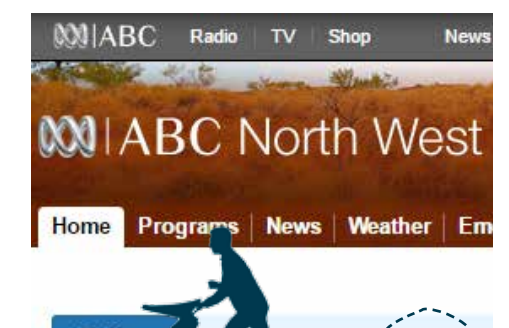 ABC Radio TV Shop News
ABC North West
Home Programs News Weather